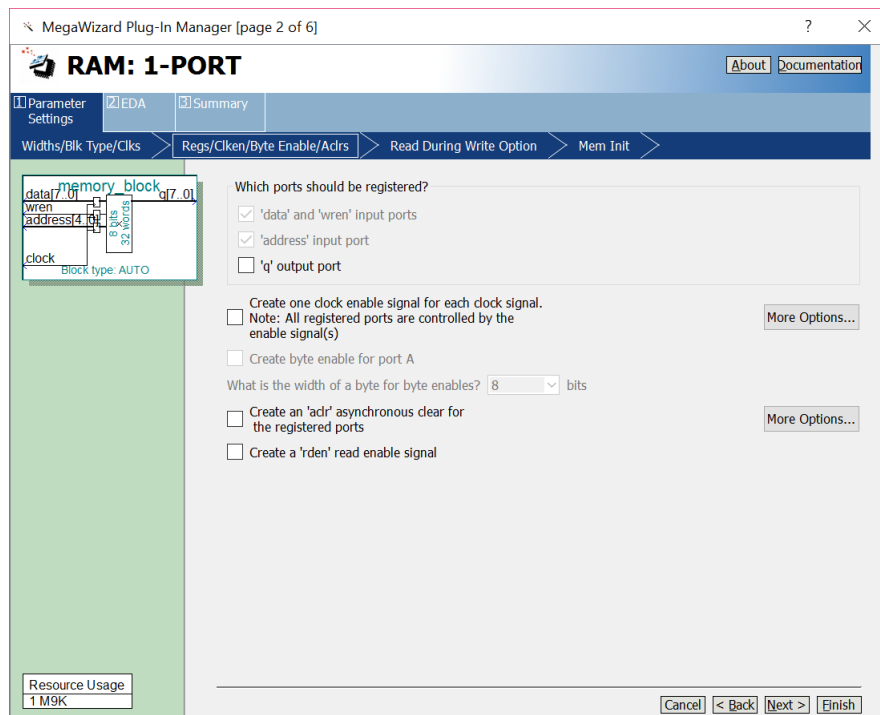 MegaWizard Plug-In Manager [page 2 of 6]
RAM: 1-PORT
About Documentation
1 Parameter Settings 2 EDA 3 Summary
Widths/Blk Type/Clks Regs/Clken/Byte Enable/Aclrs Read During Write Option Mem Init
memory_block
data[7..0] q[7..0]
wren
address[4..0]
8 bits
32 words
clock
Block type: AUTO
Which ports should be registered?
'data' and 'wren' input ports
'address' input port
'q' output port
Create one clock enable signal for each clock signal.
Note: All registered ports are controlled by the
enable signal(s)
More Options...
Create byte enable for port A
What is the width of a byte for byte enables? 8 bits
Create an 'aclr' asynchronous clear for
the registered ports
More Options...
Create a 'rden' read enable signal
Resource Usage
1 M9K
Cancel < Back Next > Finish